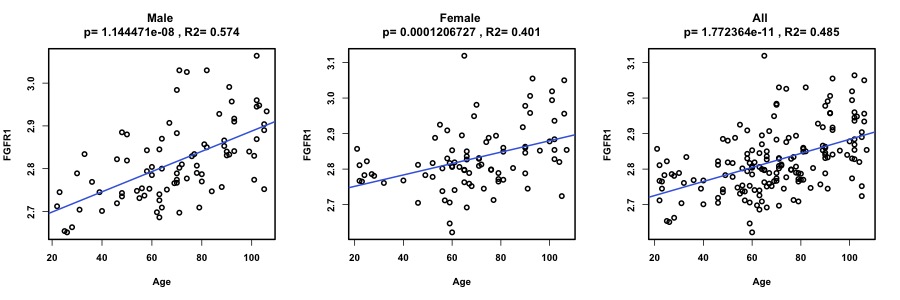 Male
p= 1.144471e-08 , R2= 0.574
FGFR1
3.0
2.9
2.8
2.7
20 40 60 80 100
Age
Female
p= 0.0001206727 , R2= 0.401
FGFR1
3.1
3.0
2.9
2.8
2.7
20 40 60 80 100
Age
All
p= 1.772364e-11 , R2= 0.485
FGFR1
3.1
3.0
2.9
2.8
2.7
20 40 60 80 100
Age